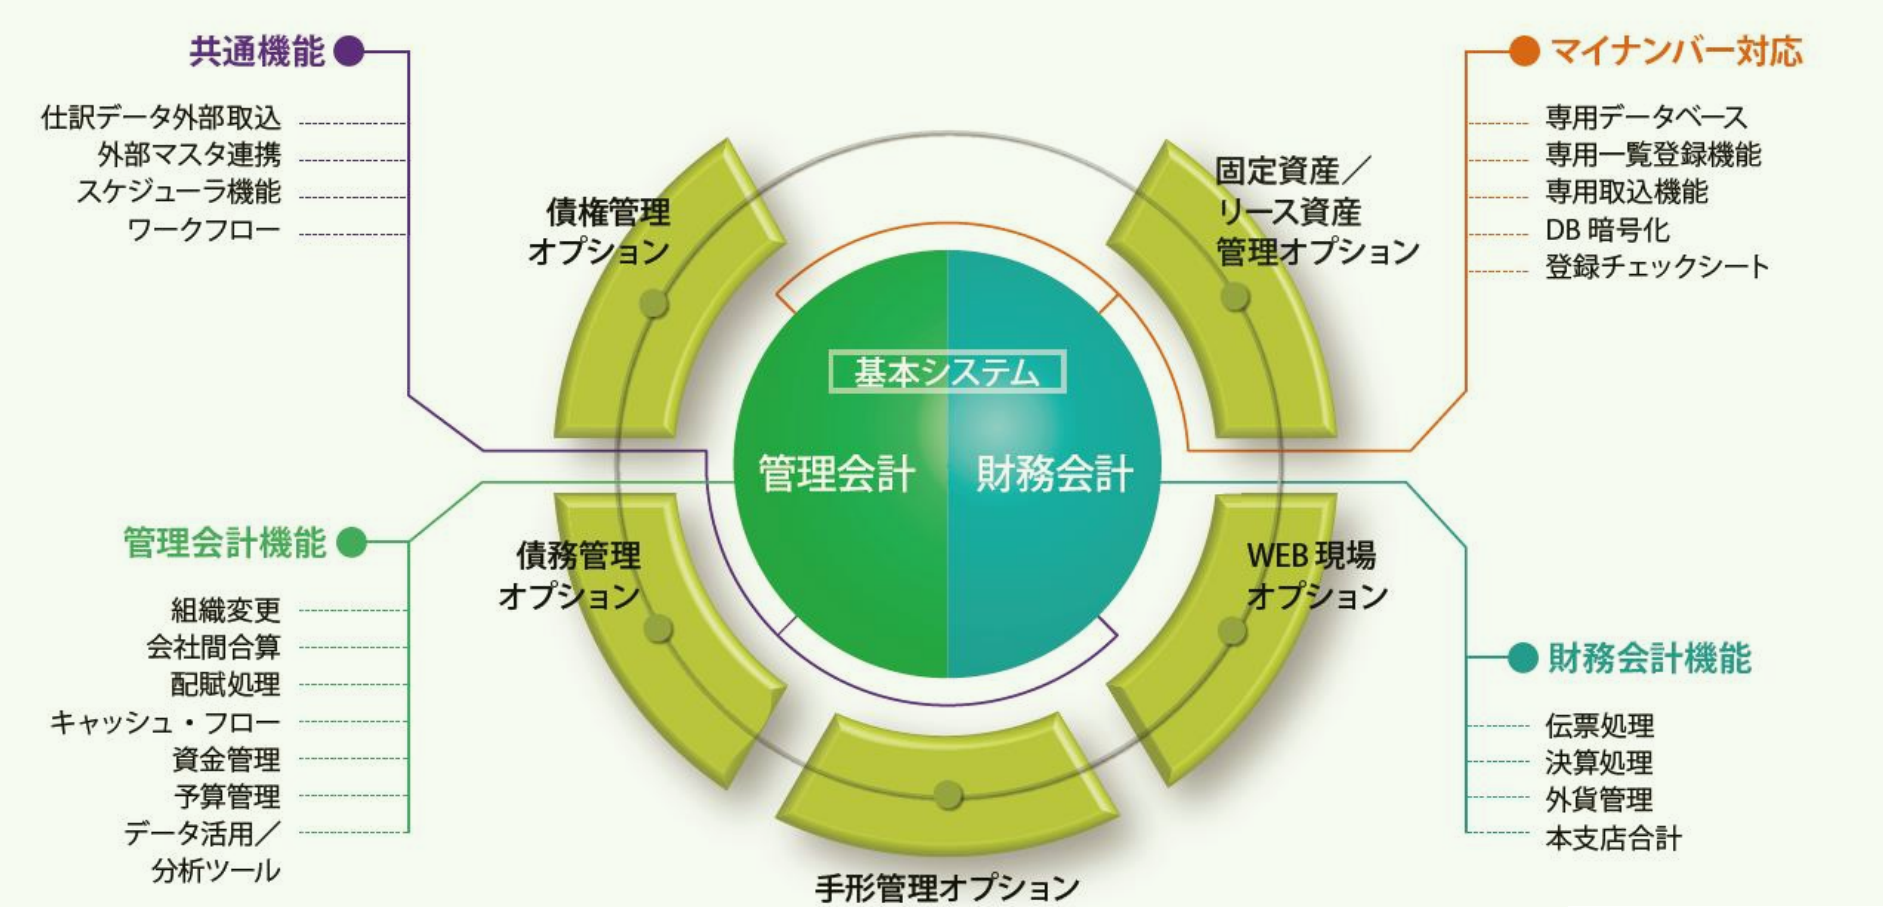 共通機能
仕訳データ外部取込
外部マスタ連携
スケジューラ機能
ワークフロー
マイナンバー対応
専用データベース
専用一覧登録機能
専用取込機能
DB 暗号化
登録チェックシート
債権管理
オプション
固定資産／
リース資産
管理オプション
基本システム
管理会計
財務会計
管理会計機能
組織変更
会社間合算
配賦処理
キャッシュ・フロー
資金管理
予算管理
データ活用／
分析ツール
債務管理
オプション
WEB 現場
オプション
手形管理オプション
財務会計機能
伝票処理
決算処理
外貨管理
本支店合計